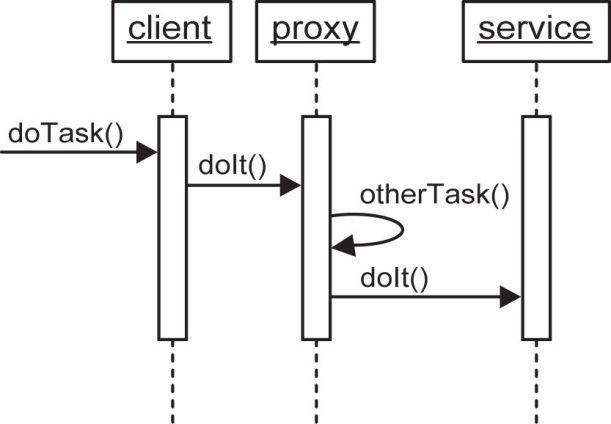 client
proxy
service
doTask()
doIt()
otherTask()
doIt()